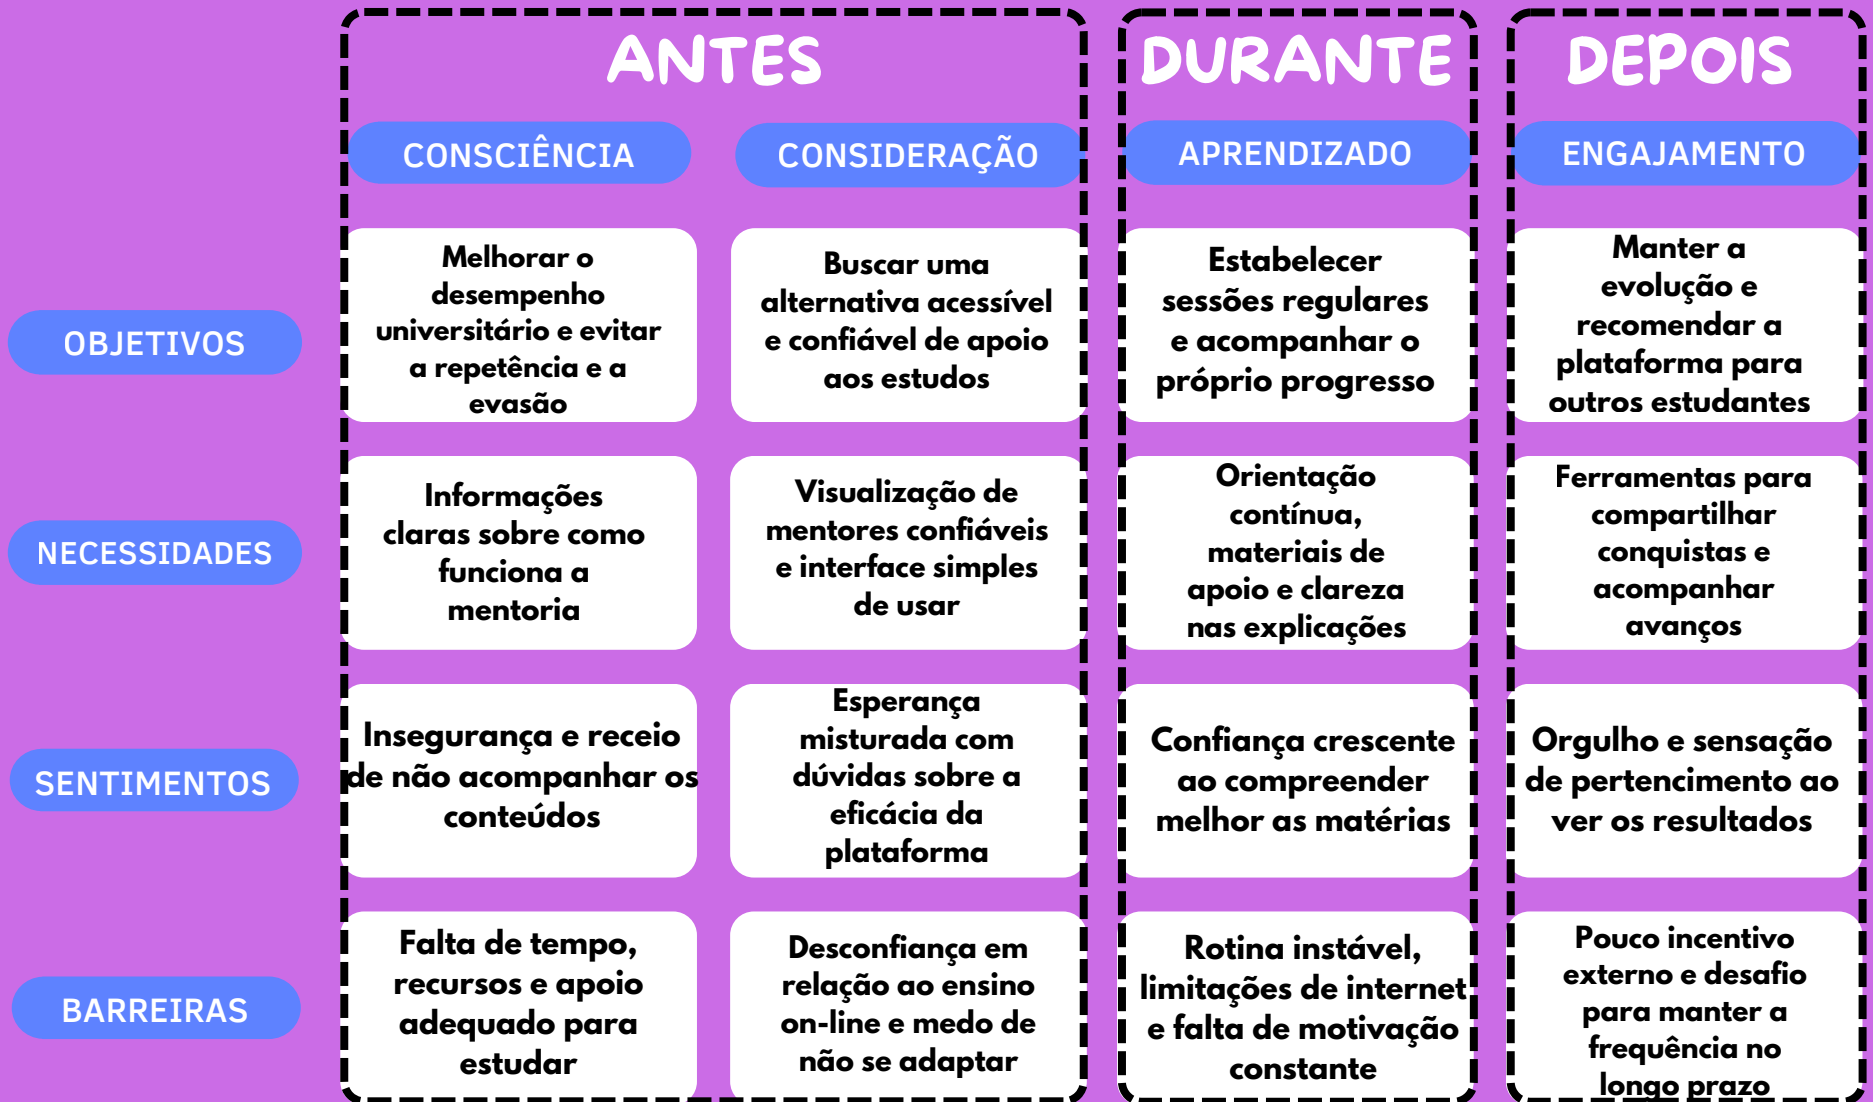 ANTES
DURANTE
DEPOIS
CONSCIÊNCIA
CONSIDERAÇÃO
APRENDIZADO
ENGAJAMENTO
OBJETIVOS
Melhorar o
desempenho
universitário e evitar
a repetência e a
evasão
Buscar uma
alternativa acessível
e confiável de apoio
aos estudos
Estabelecer
sessões regulares
e acompanhar o
próprio progresso
Manter a
evolução e
recomendar a
plataforma para
outros estudantes
NECESSIDADES
Informações
claras sobre como
funciona a
mentoria
Visualização de
mentores confiáveis
e interface simples
de usar
Orientação
contínua,
materiais de
apoio e clareza
nas explicações
Ferramentas para
compartilhar
conquistas e
acompanhar
avanços
SENTIMENTOS
Insegurança e receio
de não acompanhar os
conteúdos
Esperança
misturada com
dúvidas sobre a
eficácia da
plataforma
Confiança crescente
ao compreender
melhor as matérias
Orgulho e sensação
de pertencimento ao
ver os resultados
BARREIRAS
Falta de tempo,
recursos e apoio
adequado para
estudar
Desconfiança em
relação ao ensino
on-line e medo de
não se adaptar
Rotina instável,
limitações de internet
e falta de motivação
constante
Pouco incentivo
externo e desafio
para manter a
frequência no
longo prazo